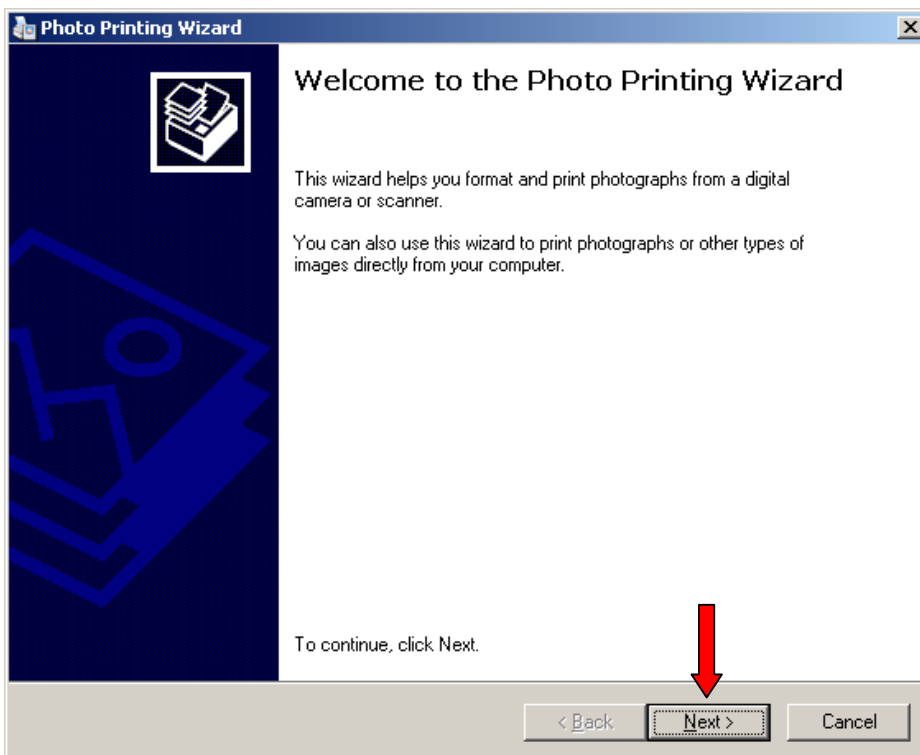 Photo Printing Wizard
Welcome to the Photo Printing Wizard
This wizard helps you format and print photographs from a digital
camera or scanner.
You can also use this wizard to print photographs or other types of
images directly from your computer.
To continue, click Next.
< Back Next > Cancel